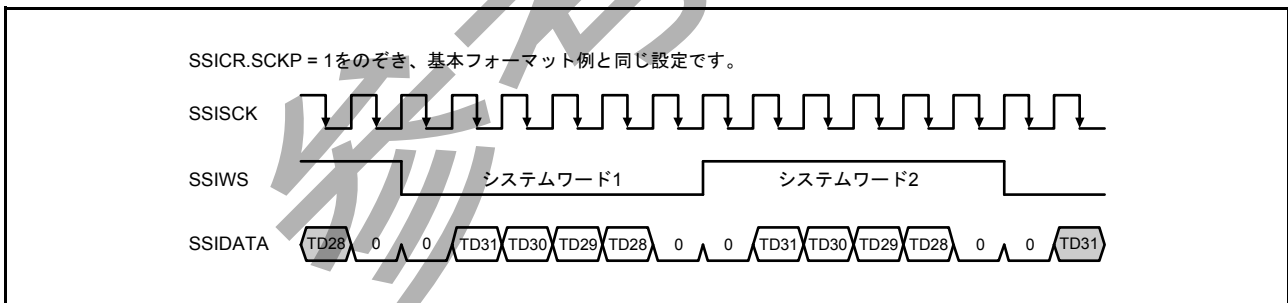 SSICR.SCKP = 1をのぞき、基本フォーマット例と同じ設定です。
SSISCK
SSIWS システムワード1 システムワード2
SSIDATA TD28 0 0 TD31 TD30 TD29 TD28 0 0 TD31 TD30 TD29 TD28 0 0 TD31